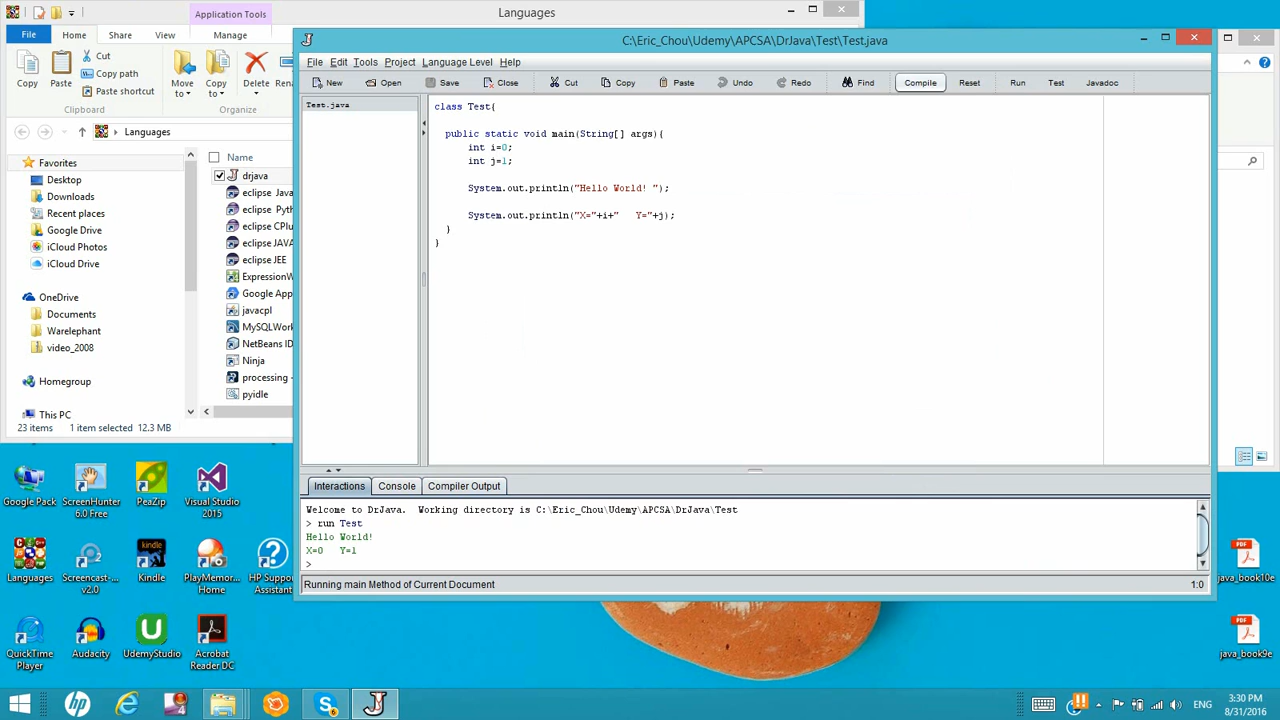 Application Tools
Languages
File
Home
Share
View
Manage
Copy
Paste
Cut
Copy path
Paste shortcut
Move to
Copy to
Delete
Clipboard
Organize
Languages
Favorites
Desktop
Downloads
Recent places
Google Drive
iCloud Photos
iCloud Drive
OneDrive
Documents
Warelephant
video_2008
Homegroup
This PC
23 items
1 item selected
12.3 MB
Name
drjava
eclipse Java
eclipse Pyth
eclipse CPlu
eclipse JAVA
eclipse JEE
ExpressionW
Google App
javacpl
MySQLWork
NetBeans ID
Ninja
processing -
pyidle
C:\Eric_Chou\Udemy\APCSA\DrJava\Test\Test.java
File Edit Tools Project Language Level Help
New
Open
Save
Close
Cut
Copy
Paste
Undo
Redo
Find
Compile
Reset
Run
Test
Javadoc
Test.java
class Test{
public static void main(String[] args){
int i=0;
int j=1;
System.out.println("Hello World! ");
System.out.println("X="+i+"   Y="+j);
}
}
Interactions
Console
Compiler Output
Welcome to DrJava.  Working directory is C:\Eric_Chou\Udemy\APCSA\DrJava\Test
> run Test
Hello World!
X=0   Y=1
>
Running main Method of Current Document
1:0
Google Pack
ScreenHunter 6.0 Free
PeaZip
Visual Studio 2015
Languages
Screencast-... v2.0
Kindle
PlayMemor... Home
HP Support Assistant
QuickTime Player
Audacity
UdemyStudio
Acrobat Reader DC
java_book10e
java_book9e
ENG
3:30 PM
8/31/2016